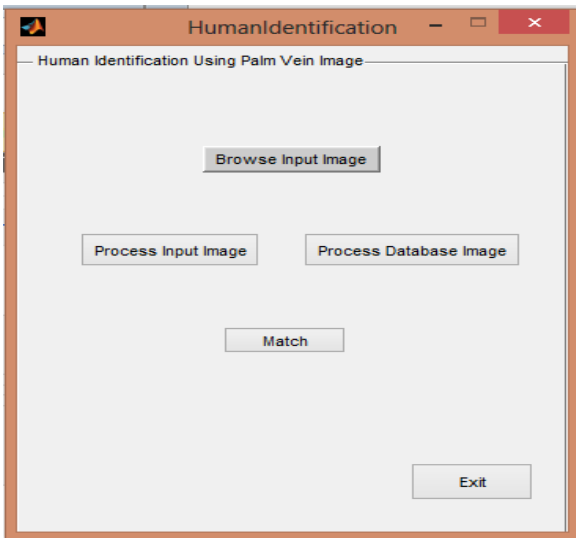 HumanIdentification
Human Identification Using Palm Vein Image
Browse Input Image
Process Input Image
Process Database Image
Match
Exit